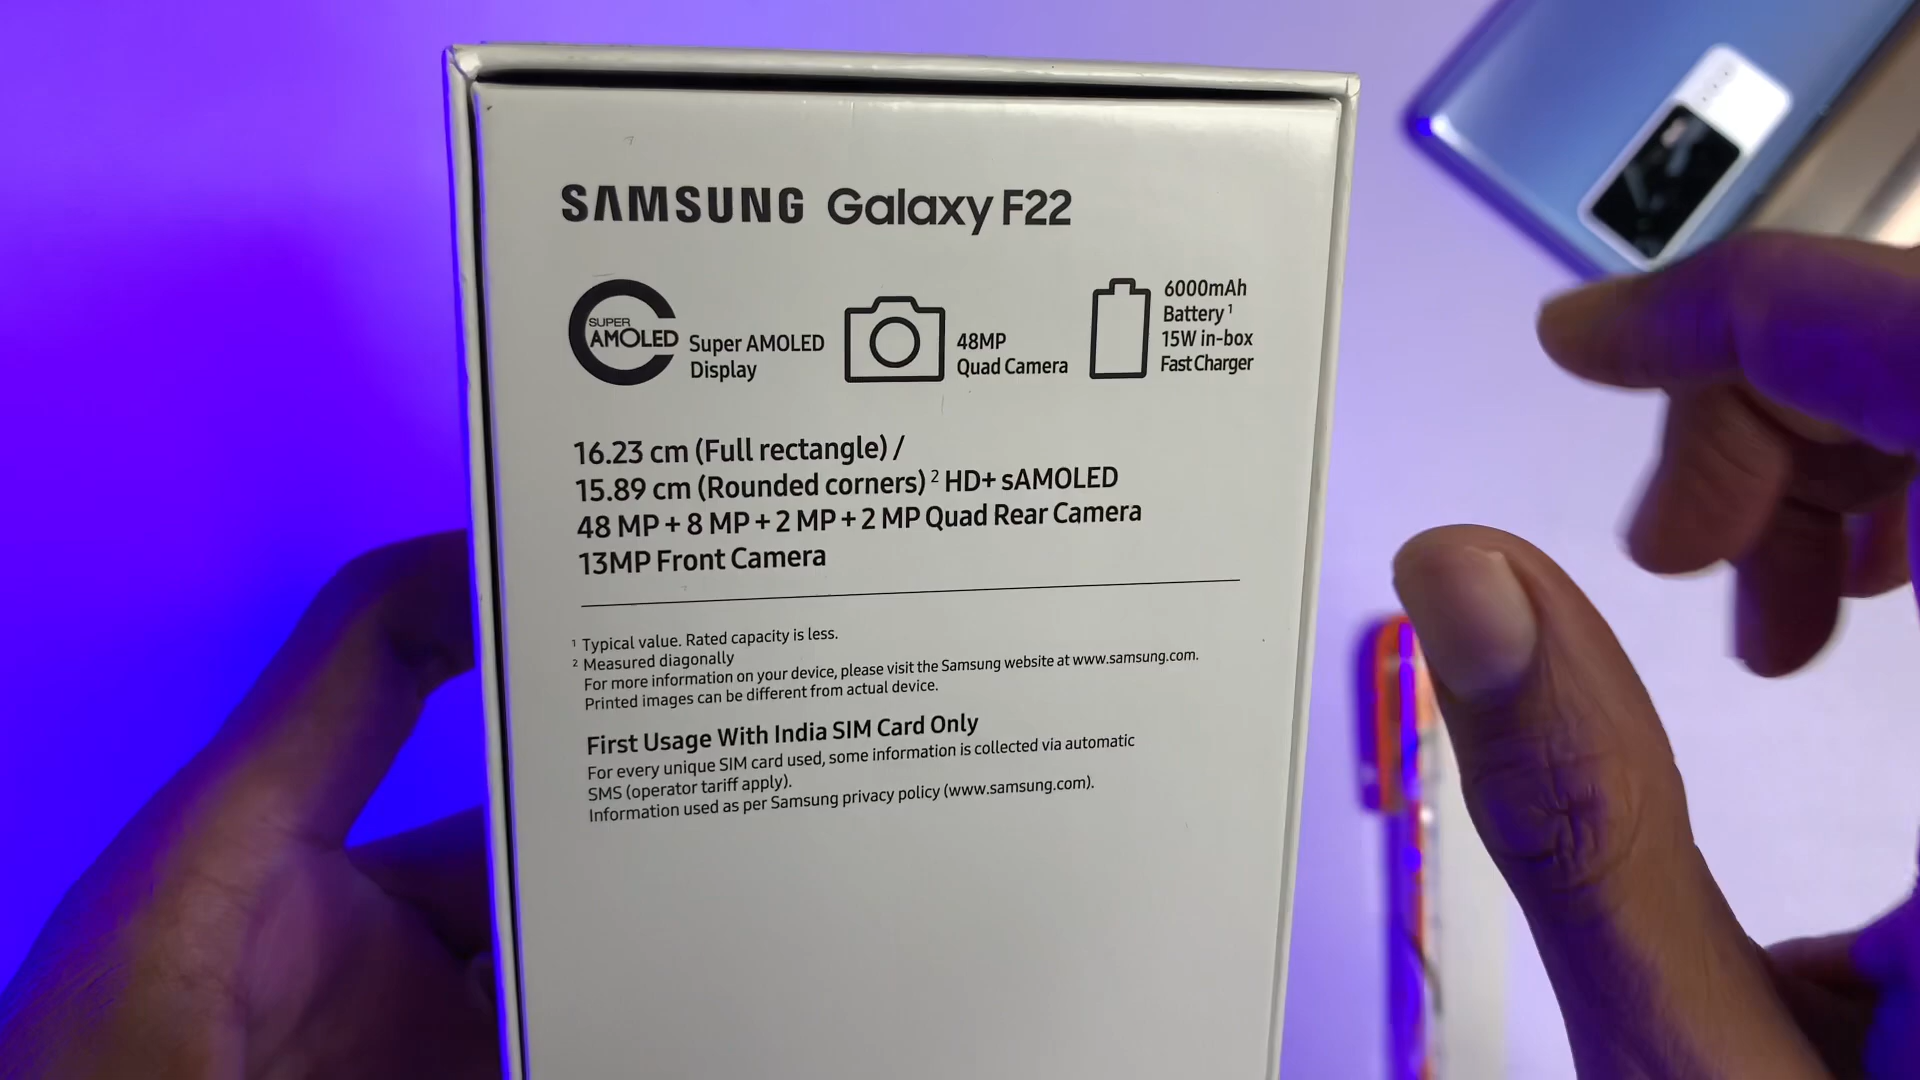 SAMSUNG Galaxy F22
SUPER
AMOLED
Super AMOLED
Display
48MP
Quad Camera
6000mAh
Battery ¹
15W in-box
Fast Charger
16.23 cm (Full rectangle) /
15.89 cm (Rounded corners) ² HD+ sAMOLED
48 MP + 8 MP + 2 MP + 2 MP Quad Rear Camera
13MP Front Camera
¹ Typical value. Rated capacity is less.
² Measured diagonally
For more information on your device, please visit the Samsung website at www.samsung.com.
Printed images can be different from actual device.
First Usage With India SIM Card Only
For every unique SIM card used, some information is collected via automatic
SMS (operator tariff apply).
Information used as per Samsung privacy policy (www.samsung.com).